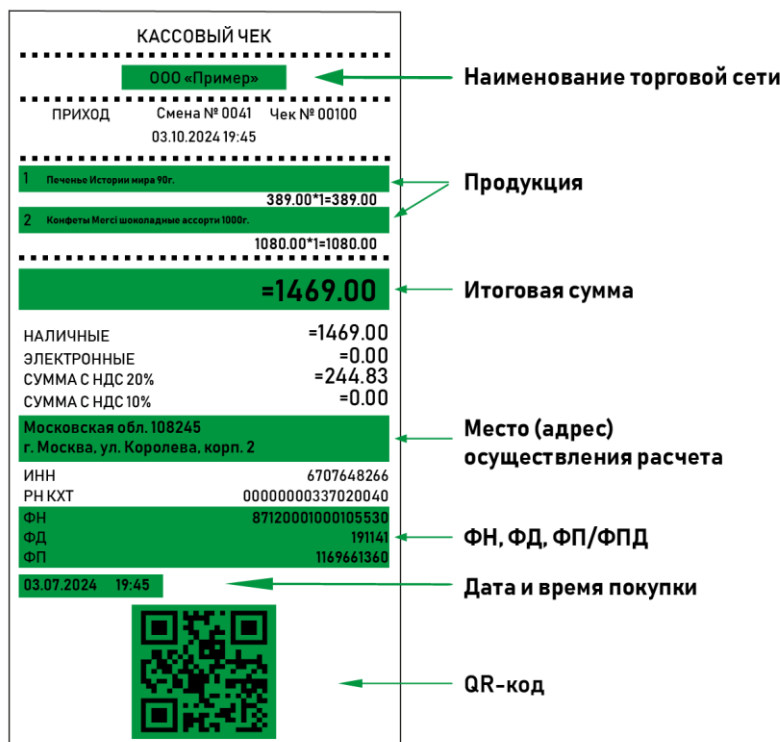 КАССОВЫЙ ЧЕК
ООО «Пример»
Наименование торговой сети
ПРИХОД Смена № 0041 Чек № 00100
03.10.2024 19:45
1 Печенье Истории мира 90г.
389.00*1=389.00
Продукция
2 Конфеты Merci шоколадные ассорти 1000г.
1080.00*1=1080.00
=1469.00
Итоговая сумма
НАЛИЧНЫЕ =1469.00
ЭЛЕКТРОННЫЕ =0.00
СУММА С НДС 20% =244.83
СУММА С НДС 10% =0.00
Московская обл. 108245
г. Москва, ул. Королева, корп. 2
Место (адрес)
осуществления расчета
ИНН 6707648266
РН КХТ 00000000337020040
ФН 87120001000105530
ФД 191141
ФП 1169661360
ФН, ФД, ФП/ФПД
03.07.2024 19:45
Дата и время покупки
QR-код